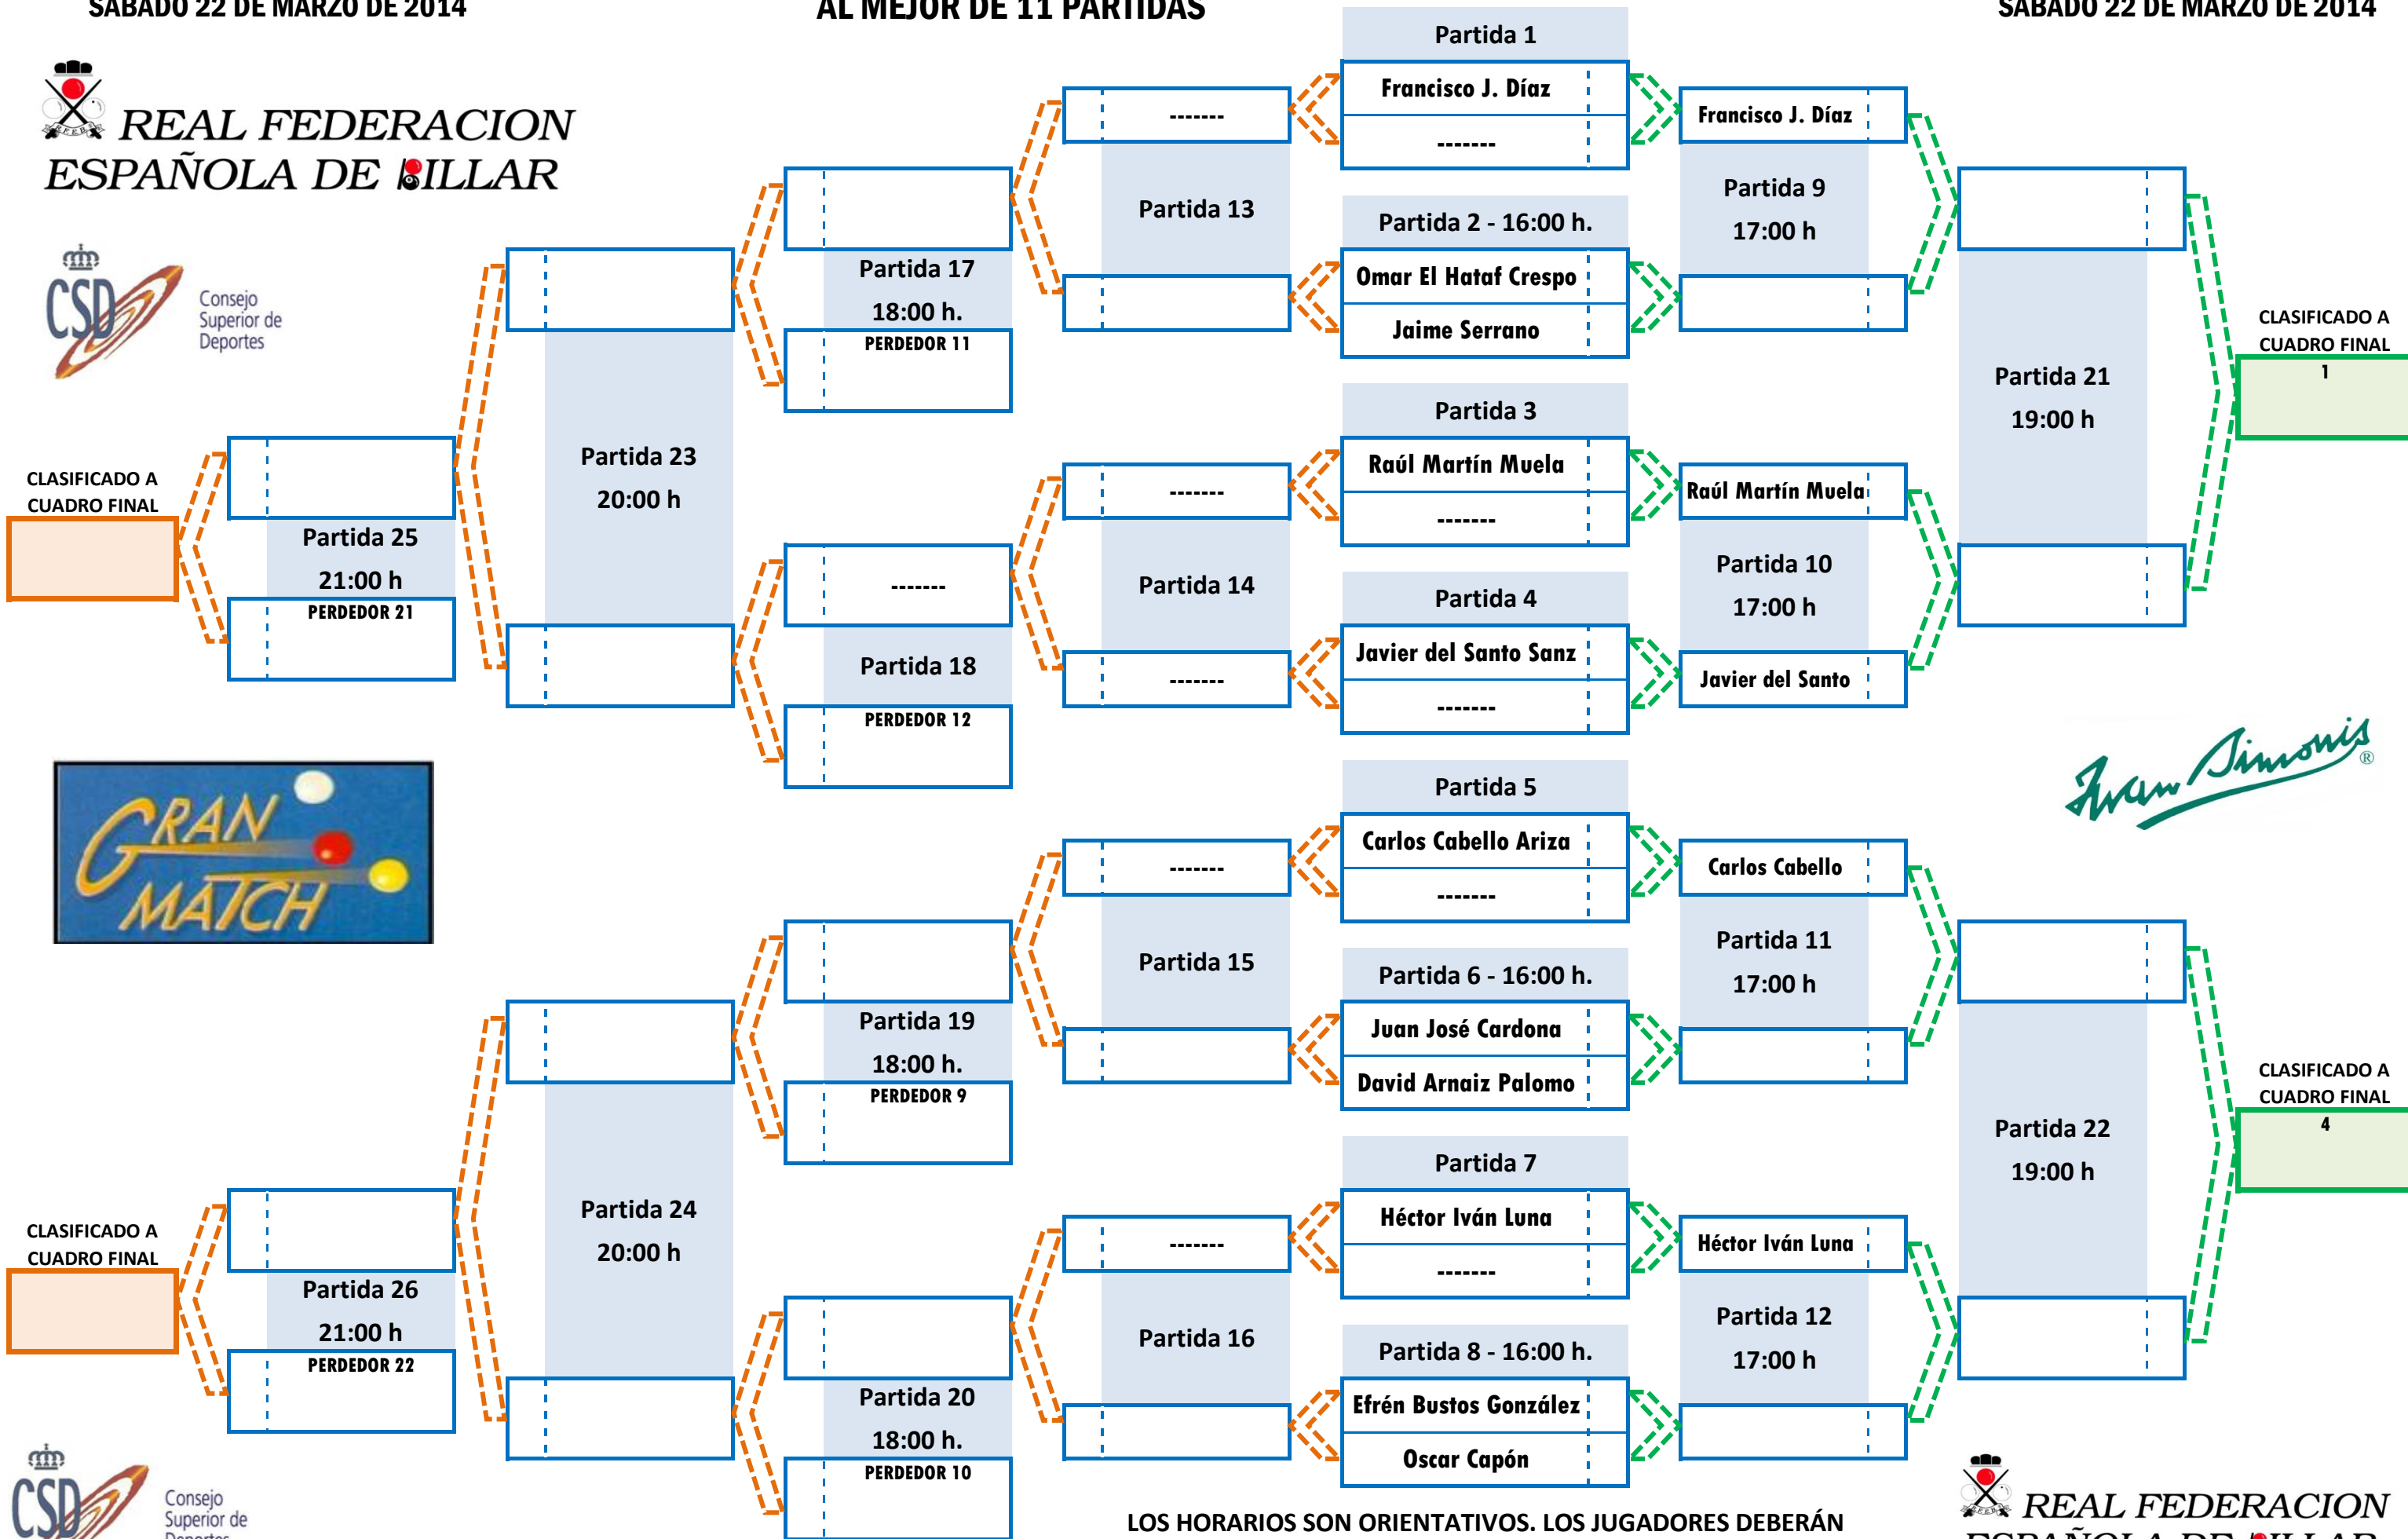 SÁBADO 22 DE MARZO DE 2014
AL MEJOR DE 11 PARTIDAS
SÁBADO 22 DE MARZO DE 2014
REAL FEDERACION
ESPAÑOLA DE BILLAR
CSD
Consejo
Superior de
Deportes
CLASIFICADO A
CUADRO FINAL
Partida 25
21:00 h
PERDEDOR 21
GRAN
MATCH
CLASIFICADO A
CUADRO FINAL
Partida 26
21:00 h
PERDEDOR 22
CSD
Consejo
Superior de
Deportes
Partida 23
20:00 h
Partida 24
20:00 h
Partida 17
18:00 h.
PERDEDOR 11
-------
Partida 18
PERDEDOR 12
Partida 19
18:00 h.
PERDEDOR 9
Partida 20
18:00 h.
PERDEDOR 10
-------
Partida 13
-------
Partida 14
-------
-------
Partida 15
-------
Partida 16
Partida 1
Francisco J. Díaz
-------
Partida 2 - 16:00 h.
Omar El Hataf Crespo
Jaime Serrano
Partida 3
Raúl Martín Muela
-------
Partida 4
Javier del Santo Sanz
-------
Partida 5
Carlos Cabello Ariza
-------
Partida 6 - 16:00 h.
Juan José Cardona
David Arnaiz Palomo
Partida 7
Héctor Iván Luna
-------
Partida 8 - 16:00 h.
Efrén Bustos González
Oscar Capón
Francisco J. Díaz
Partida 9
17:00 h
Raúl Martín Muela
Partida 10
17:00 h
Javier del Santo
Carlos Cabello
Partida 11
17:00 h
Héctor Iván Luna
Partida 12
17:00 h
Partida 21
19:00 h
Partida 22
19:00 h
CLASIFICADO A
CUADRO FINAL
1
Iwan Simonis®
CLASIFICADO A
CUADRO FINAL
4
LOS HORARIOS SON ORIENTATIVOS. LOS JUGADORES DEBERÁN
REAL FEDERACION
ESPAÑOLA DE BILLAR